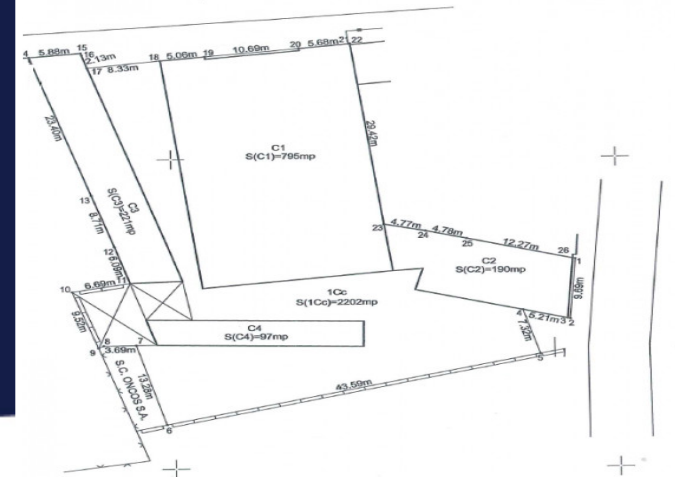 4 5.88m 15
16
2.13m
17 8.33m
18 5.06m 19 10.69m 20 5.68m 21 22
23.40m
C1
S(C1)=795mp
29.42m
C3
S(C3)=221mp
13
8.71m
23 4.77m 24 4.78m 25 12.27m 26
C2
S(C2)=190mp
1
9.69m
12
6.09m
11
10 6.69m
1Cc
S(1Cc)=2202mp
9.52m
4 5.21m 3 2
7.32m
C4
S(C4)=97mp
9 8 3.69m 7
5
S.C. ONCOS S.A.
13.28m
43.59m
6